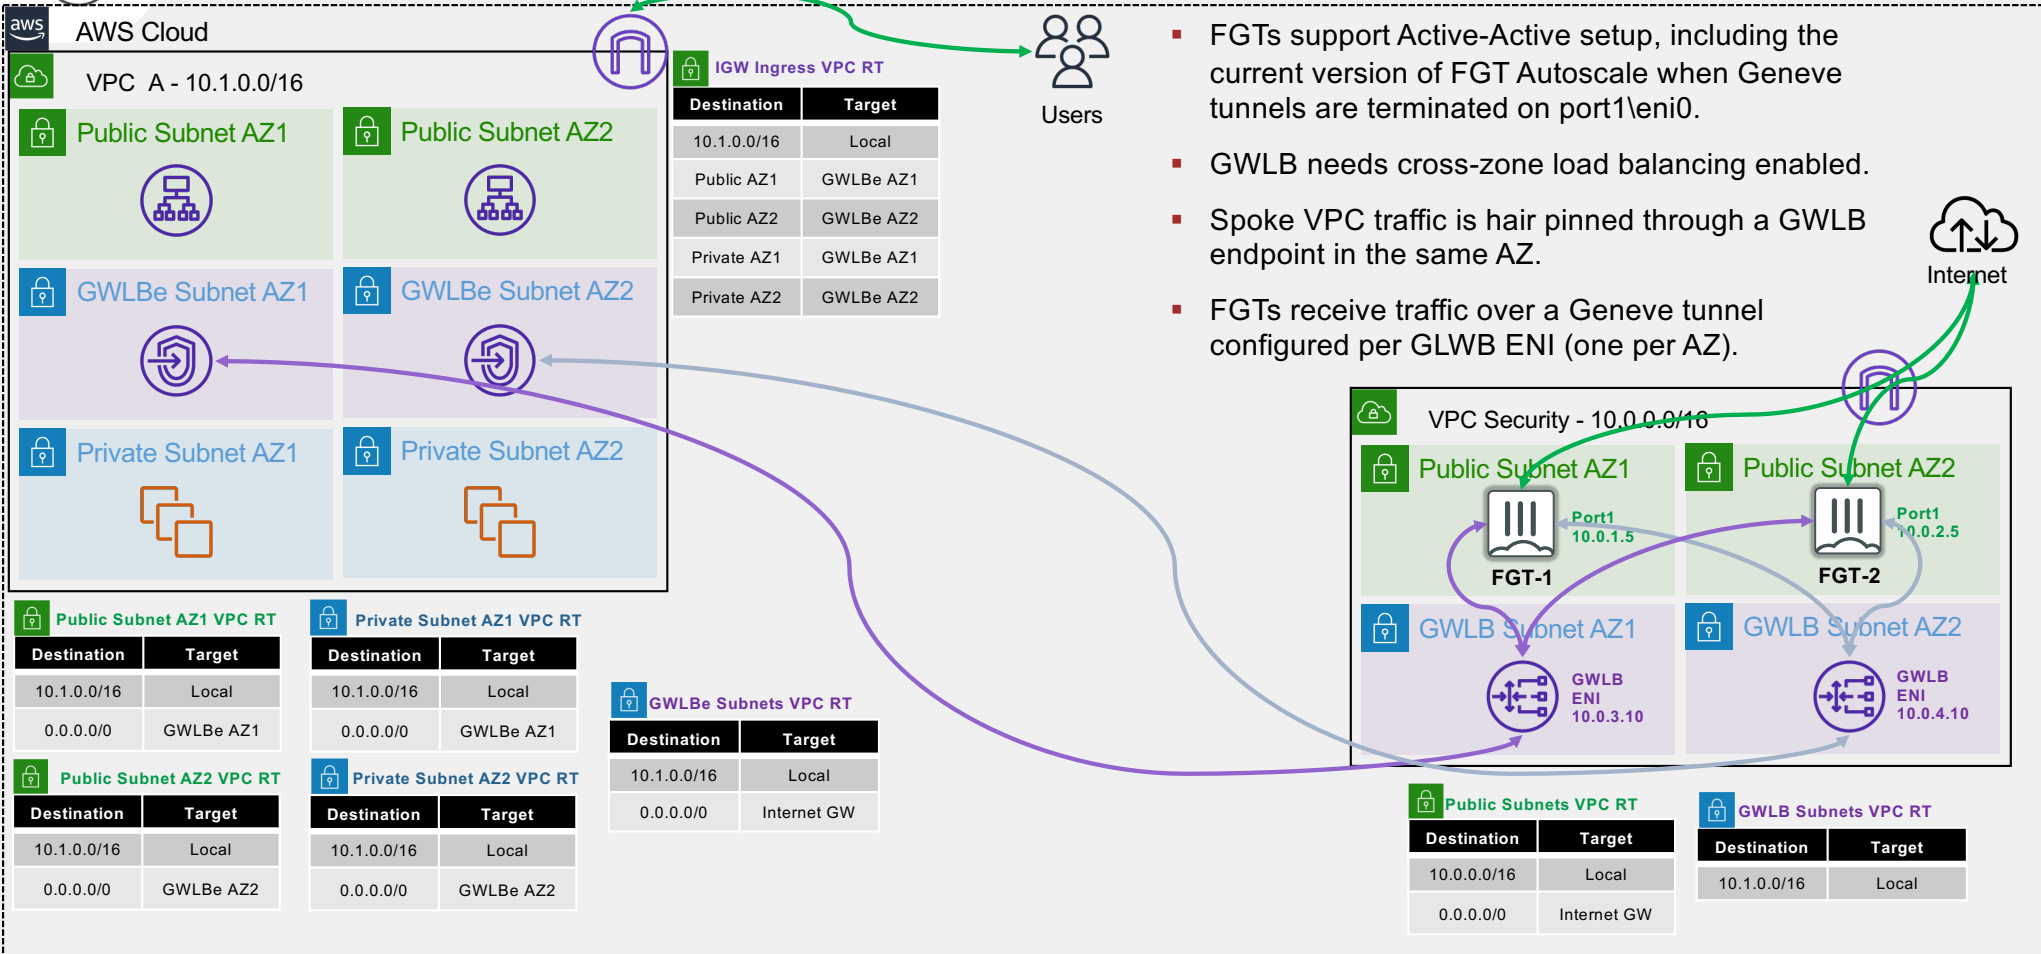 aws
AWS Cloud
VPC A - 10.1.0.0/16
Public Subnet AZ1
Public Subnet AZ2
GWLBe Subnet AZ1
GWLBe Subnet AZ2
Private Subnet AZ1
Private Subnet AZ2
IGW Ingress VPC RT
Destination Target
10.1.0.0/16 Local
Public AZ1 GWLBe AZ1
Public AZ2 GWLBe AZ2
Private AZ1 GWLBe AZ1
Private AZ2 GWLBe AZ2
Users
▪ FGTs support Active-Active setup, including the
current version of FGT Autoscale when Geneve
tunnels are terminated on port1\eni0.
▪ GWLB needs cross-zone load balancing enabled.
▪ Spoke VPC traffic is hair pinned through a GWLB
endpoint in the same AZ.
▪ FGTs receive traffic over a Geneve tunnel
configured per GLWB ENI (one per AZ).
Internet
VPC Security - 10.0.0.0/16
Public Subnet AZ1
Public Subnet AZ2
Port1
10.0.1.5
FGT-1
Port1
10.0.2.5
FGT-2
GWLB Subnet AZ1
GWLB Subnet AZ2
GWLB
ENI
10.0.3.10
GWLB
ENI
10.0.4.10
Public Subnet AZ1 VPC RT
Destination Target
10.1.0.0/16 Local
0.0.0.0/0 GWLBe AZ1
Private Subnet AZ1 VPC RT
Destination Target
10.1.0.0/16 Local
0.0.0.0/0 GWLBe AZ1
Public Subnet AZ2 VPC RT
Destination Target
10.1.0.0/16 Local
0.0.0.0/0 GWLBe AZ2
Private Subnet AZ2 VPC RT
Destination Target
10.1.0.0/16 Local
0.0.0.0/0 GWLBe AZ2
GWLBe Subnets VPC RT
Destination Target
10.1.0.0/16 Local
0.0.0.0/0 Internet GW
Public Subnets VPC RT
Destination Target
10.0.0.0/16 Local
0.0.0.0/0 Internet GW
GWLB Subnets VPC RT
Destination Target
10.1.0.0/16 Local